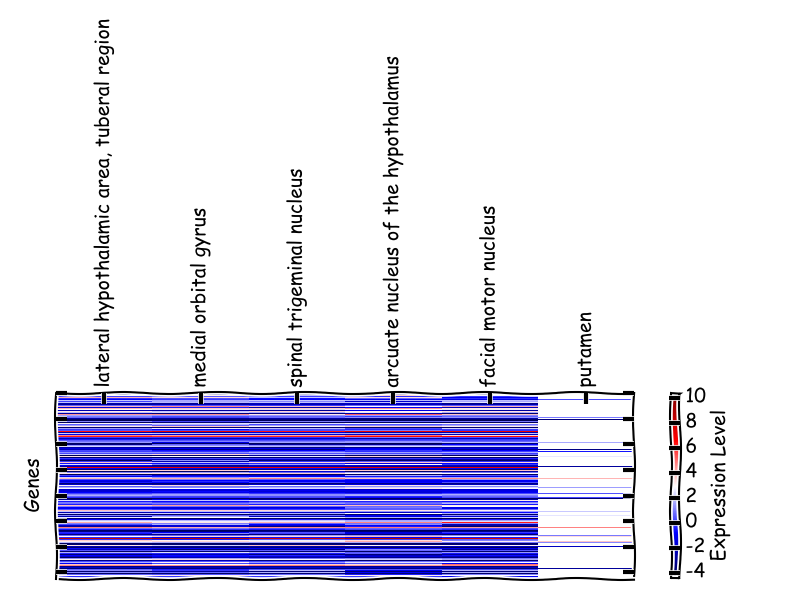 lateral hypothalamic area, tuberal region
medial orbital gyrus
spinal trigeminal nucleus
arcuate nucleus of the hypothalamus
facial motor nucleus
putamen
Genes
10
8
6
4
2
0
-2
-4
Expression Level